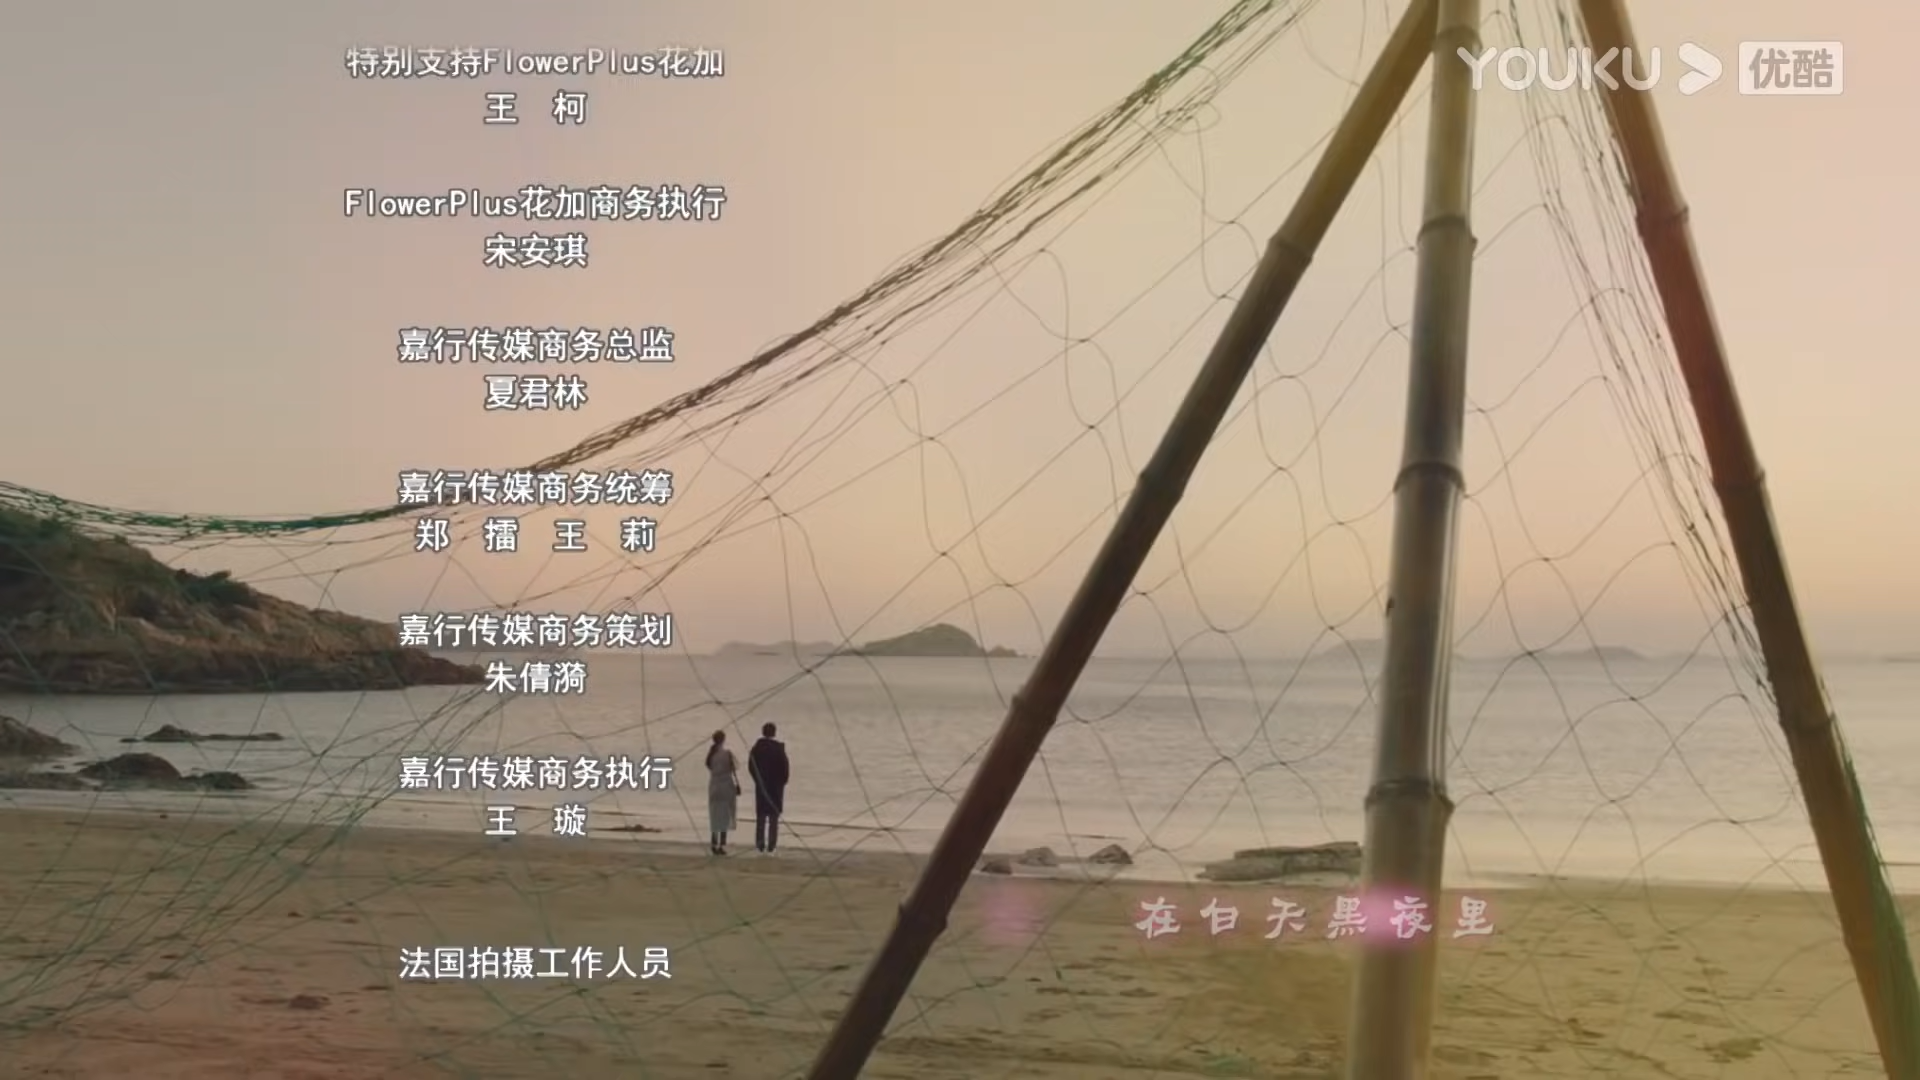 特别支持FlowerPlus花加
王 柯
FlowerPlus花加商务执行
宋安琪
嘉行传媒商务总监
夏君林
嘉行传媒商务统筹
郑 擂 王 莉
嘉行传媒商务策划
朱倩漪
嘉行传媒商务执行
王 璇
法国拍摄工作人员
YOUKU 优酷
在白天黑夜里